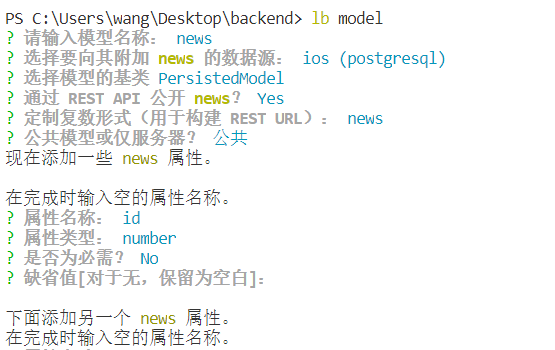 PS C:\Users\wang\Desktop\backend> lb model
? 请输入模型名称： news
? 选择要向其附加 news 的数据源： ios (postgresql)
? 选择模型的基类 PersistedModel
? 通过 REST API 公开 news？ Yes
? 定制复数形式（用于构建 REST URL）： news
? 公共模型或仅服务器？ 公共
现在添加一些 news 属性。
在完成时输入空的属性名称。
? 属性名称： id
? 属性类型： number
? 是否为必需？ No
? 缺省值[对于无，保留为空白]：
下面添加另一个 news 属性。
在完成时输入空的属性名称。